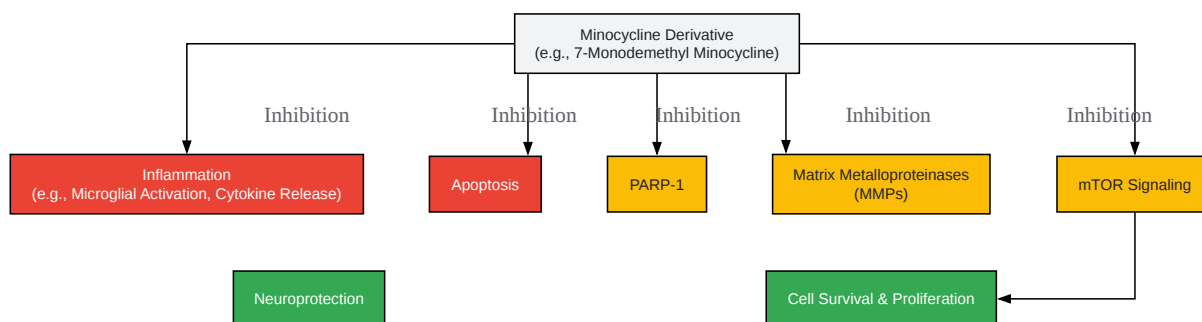 Minocycline Derivative
(e.g., 7-Monodemethyl Minocycline)
Inhibition
Inhibition
Inhibition
Inhibition
Inhibition
Inflammation
(e.g., Microglial Activation, Cytokine Release)
Apoptosis
PARP-1
Matrix Metalloproteinases
(MMPs)
mTOR Signaling
Neuroprotection
Cell Survival & Proliferation